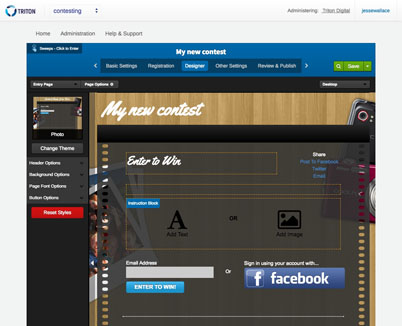 TRITON
contesting
Administering: Triton Digital
jessewallace
Home Administration Help & Support
Sweeps - Click to Enter
My new contest
Basic Settings Registration Designer Other Settings Review & Publish
Save
Entry Page Page Options Desktop
My new contest
Photo
Change Theme
Header Options
Background Options
Page Font Options
Button Options
Reset Styles
Enter to Win
Share
Post To Facebook
Twitter
Email
Instruction Block
A OR
Add Text Add Image
Email Address
Sign in using your account with...
Or
f facebook
ENTER TO WIN!